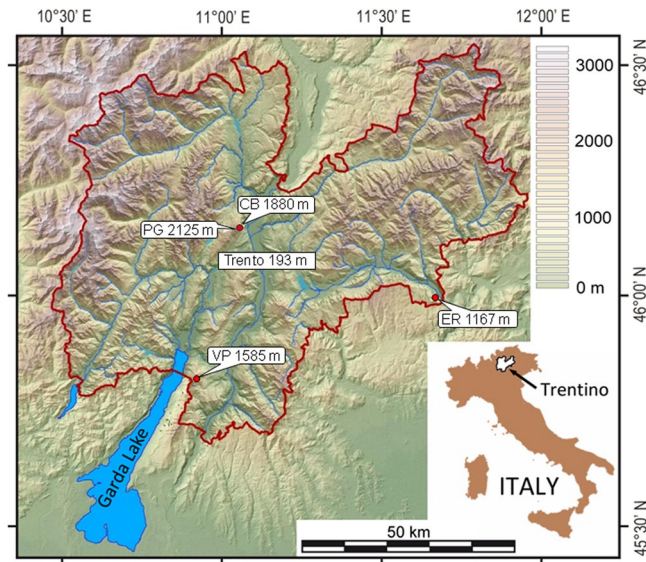 10°30' E
11°00' E
11°30' E
12°00' E
46°30' N
3000
2000
1000
0 m
CB 1880 m
PG 2125 m
Trento 193 m
46°00' N
ER 1167 m
VP 1585 m
Trentino
Garda Lake
ITALY
50 km
45°30' N